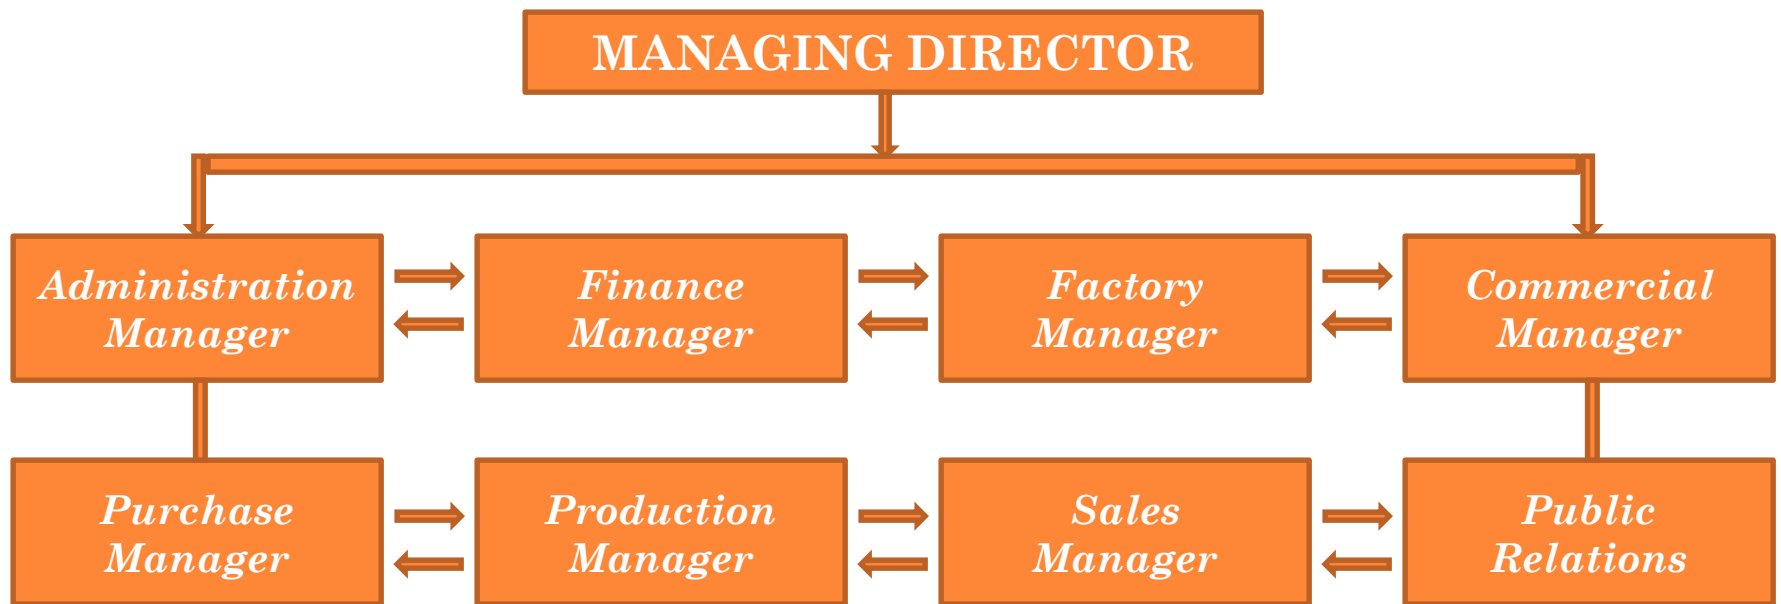 MANAGING DIRECTOR
Administration
Manager
Finance
Manager
Factory
Manager
Commercial
Manager
Purchase
Manager
Production
Manager
Sales
Manager
Public
Relations